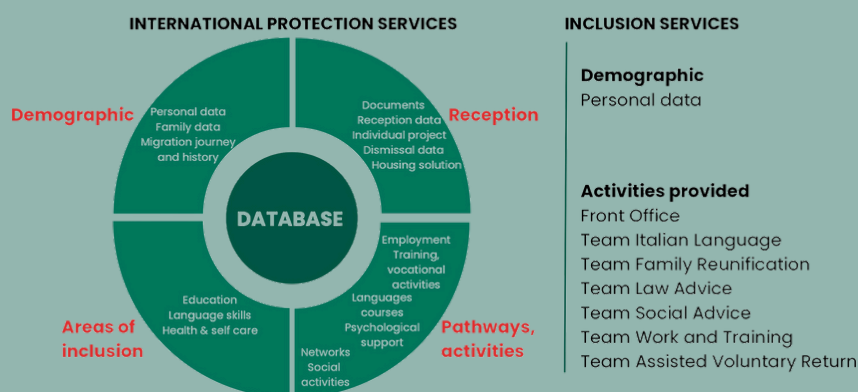 INTERNATIONAL PROTECTION SERVICES
Demographic
Personal data
Family data
Migration journey
and history
Documents
Reception data
Individual project
Dismissal data
Housing solution
Reception
DATABASE
Areas of
inclusion
Education
Language skills
Health & self care
Employment
Training,
vocational
activities
Languages
courses
Psychological
support
Networks
Social
activities
Pathways,
activities
INCLUSION SERVICES
Demographic
Personal data
Activities provided
Front Office
Team Italian Language
Team Family Reunification
Team Law Advice
Team Social Advice
Team Work and Training
Team Assisted Voluntary Return